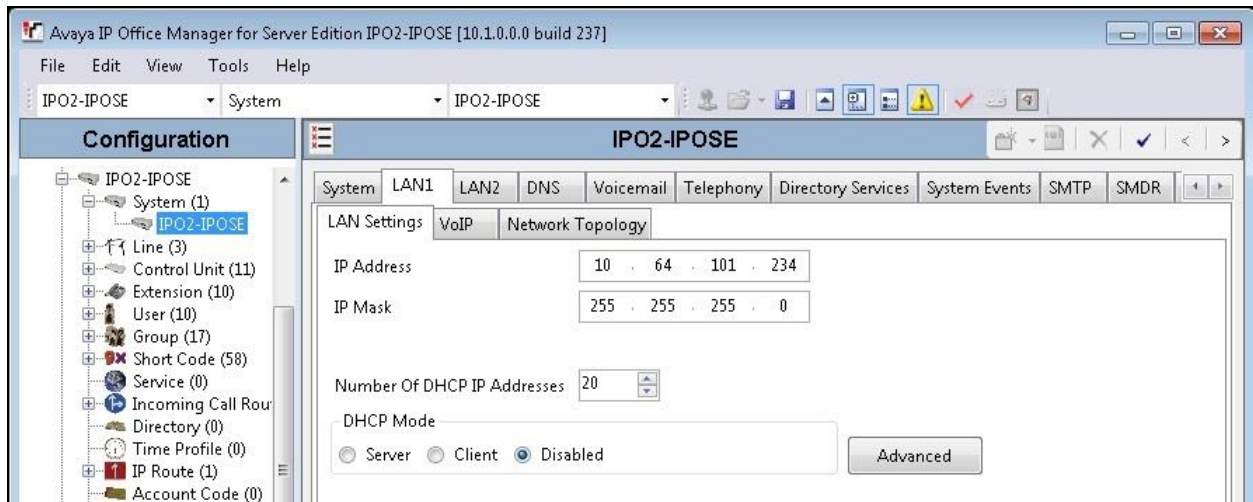 Avaya IP Office Manager for Server Edition IPO2-IPOSE [10.1.0.0.0 build 237]
File Edit View Tools Help
IPO2-IPOSE System IPO2-IPOSE
Configuration
IPO2-IPOSE
System (1)
IPO2-IPOSE
Line (3)
Control Unit (11)
Extension (10)
User (10)
Group (17)
Short Code (58)
Service (0)
Incoming Call Rou
Directory (0)
Time Profile (0)
IP Route (1)
Account Code (0)
IPO2-IPOSE
System LAN1 LAN2 DNS Voicemail Telephony Directory Services System Events SMTP SMDR
LAN Settings VoIP Network Topology
IP Address 10 . 64 . 101 . 234
IP Mask 255 . 255 . 255 . 0
Number Of DHCP IP Addresses 20
DHCP Mode
Server Client Disabled
Advanced